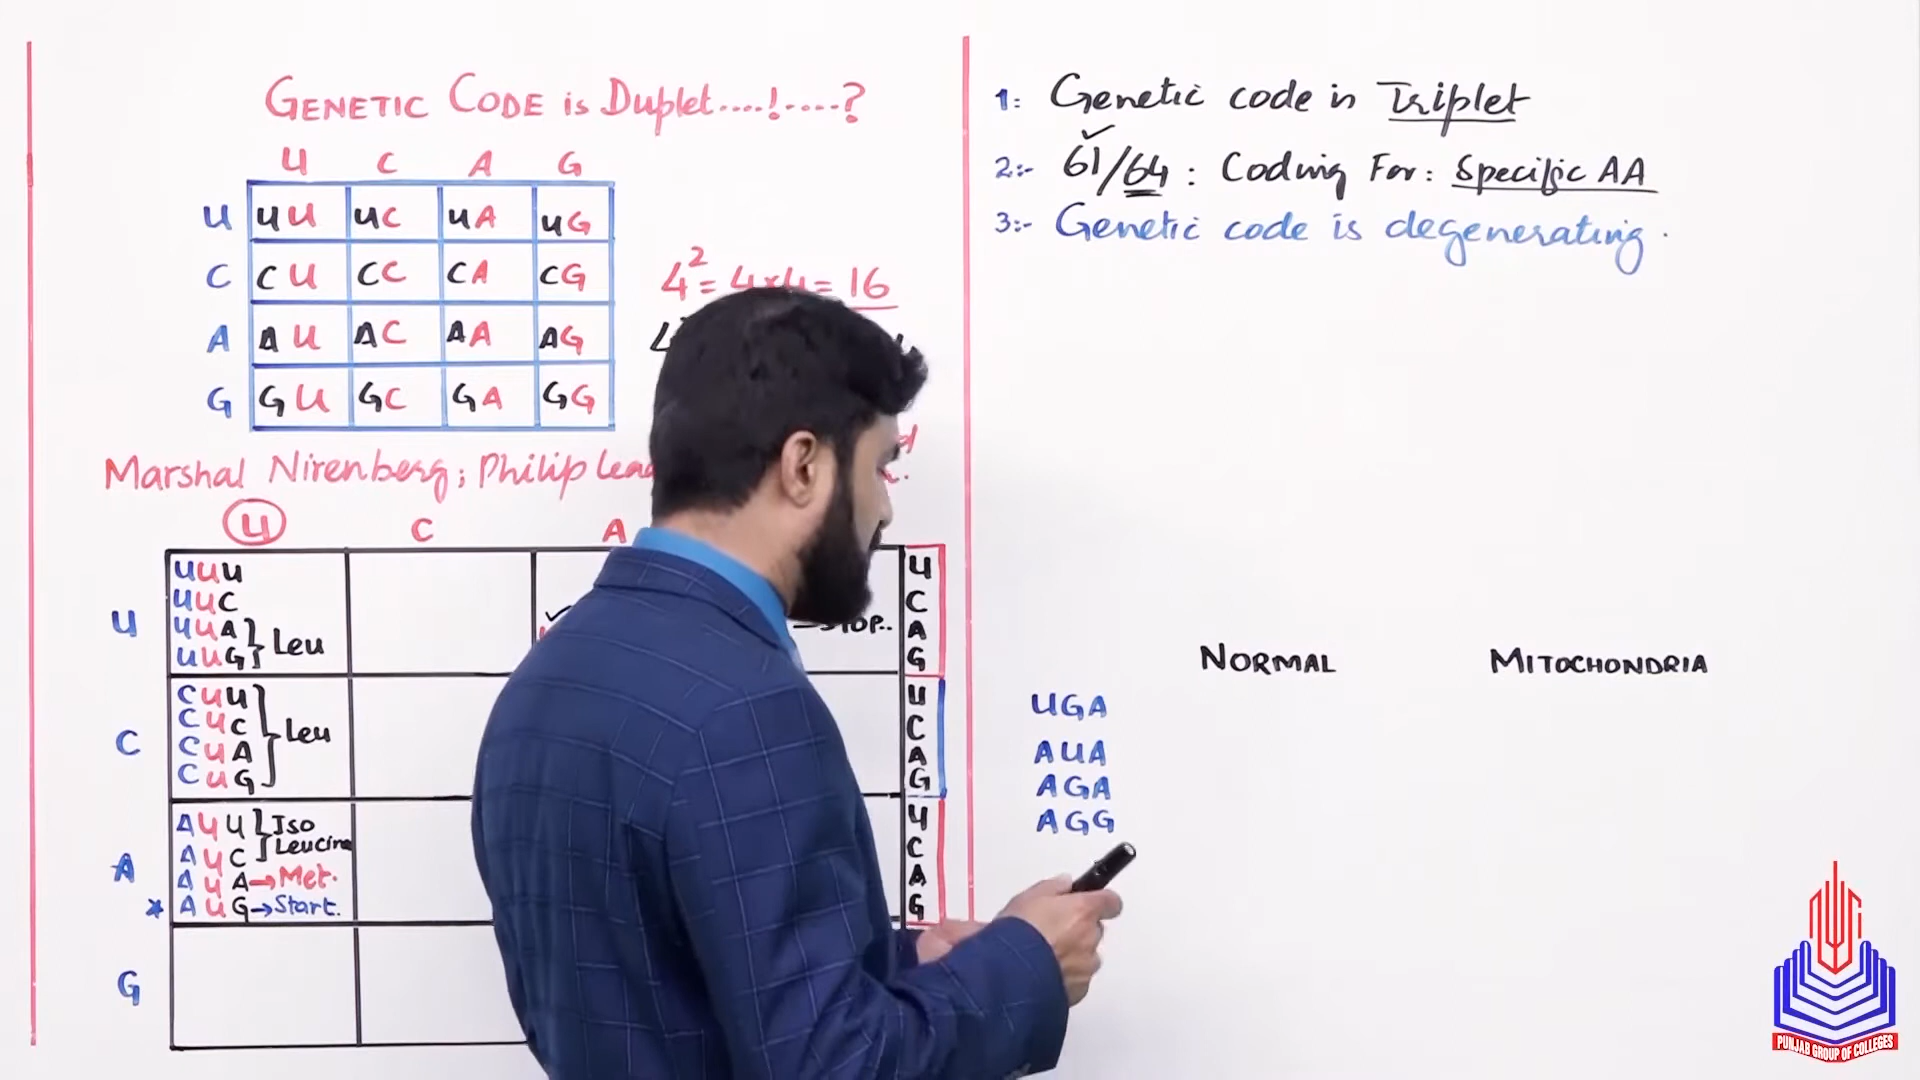 GENETIC CODE is Duplet....!....?
U C A G
U UU UC UA UG
C CU CC CA CG
A AU AC AA AG
G GU GC GA GG
4² = 4x4 = 16
Marshal Nirenberg; Philip
U C A
U
UUU
UUC
UUA
UUG } Leu
STOP..
U
C
A
G
C
CUU
CUC
CUA
CUG } Leu
U
C
A
G
A
AUU
AUC } Iso Leucine
AUA → Met.
* AUG → Start.
U
C
A
G
G
1: Genetic code is Triplet
2:- 61/64 : Coding For: Specific AA
3:- Genetic code is degenerating.
NORMAL MITOCHONDRIA
UGA
AUA
AGA
AGG
PUNJAB GROUP OF COLLEGES